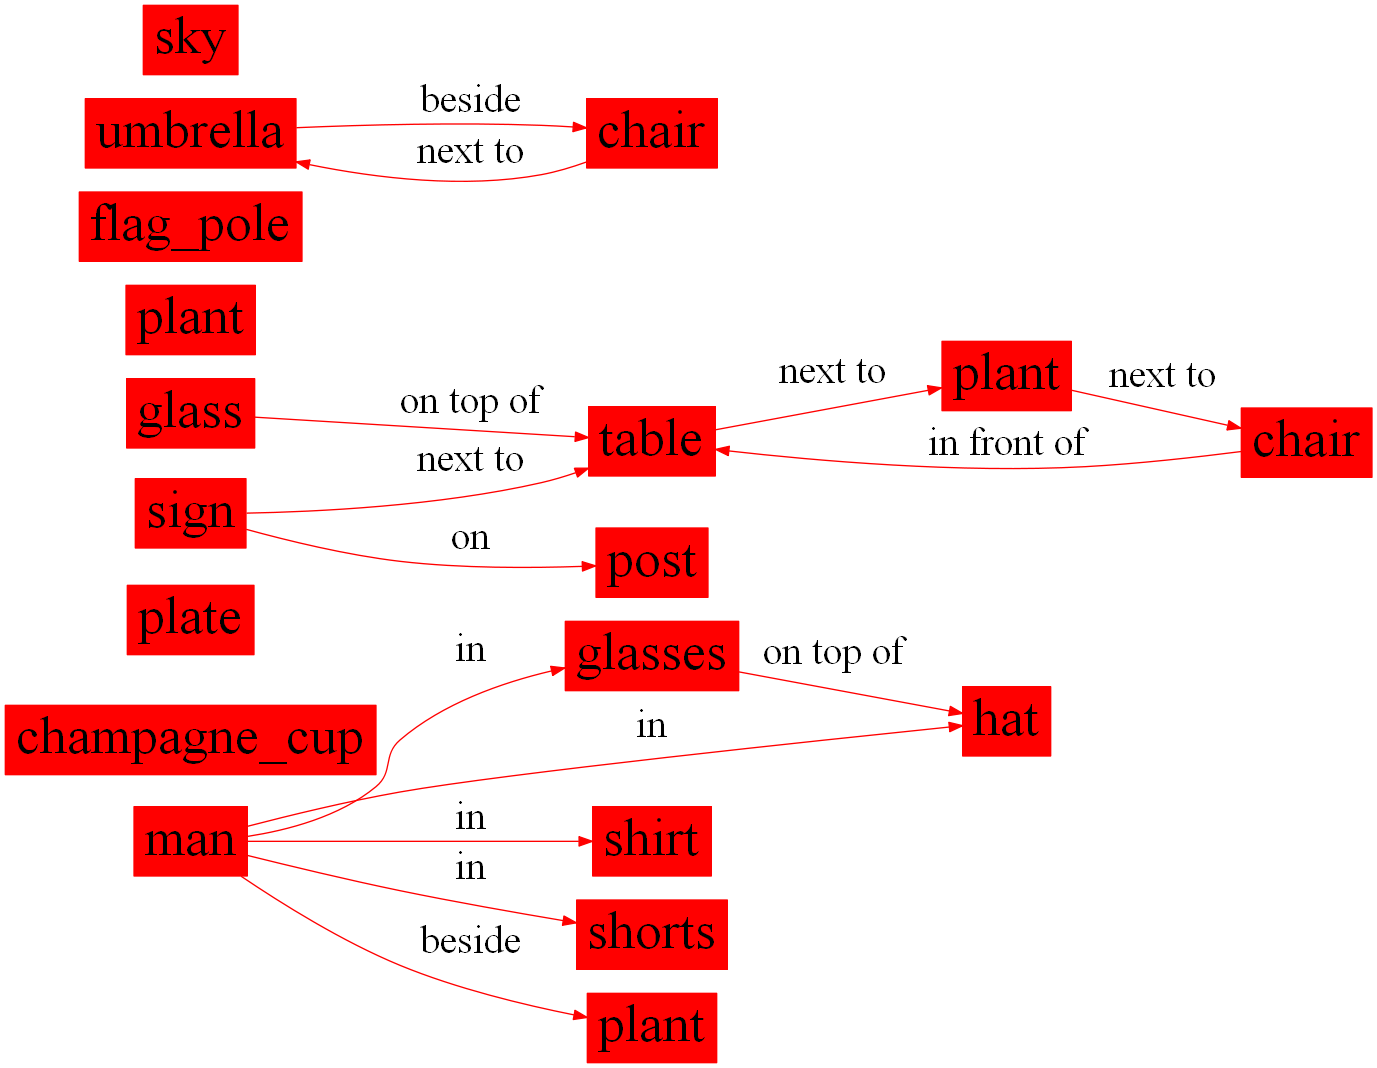 sky
umbrella
beside
chair
next to
flag_pole
plant
glass
on top of
table
next to
plant
next to
chair
in front of
sign
next to
on
post
plate
in
glasses
on top of
hat
in
champagne_cup
man
in
shirt
in
shorts
beside
plant